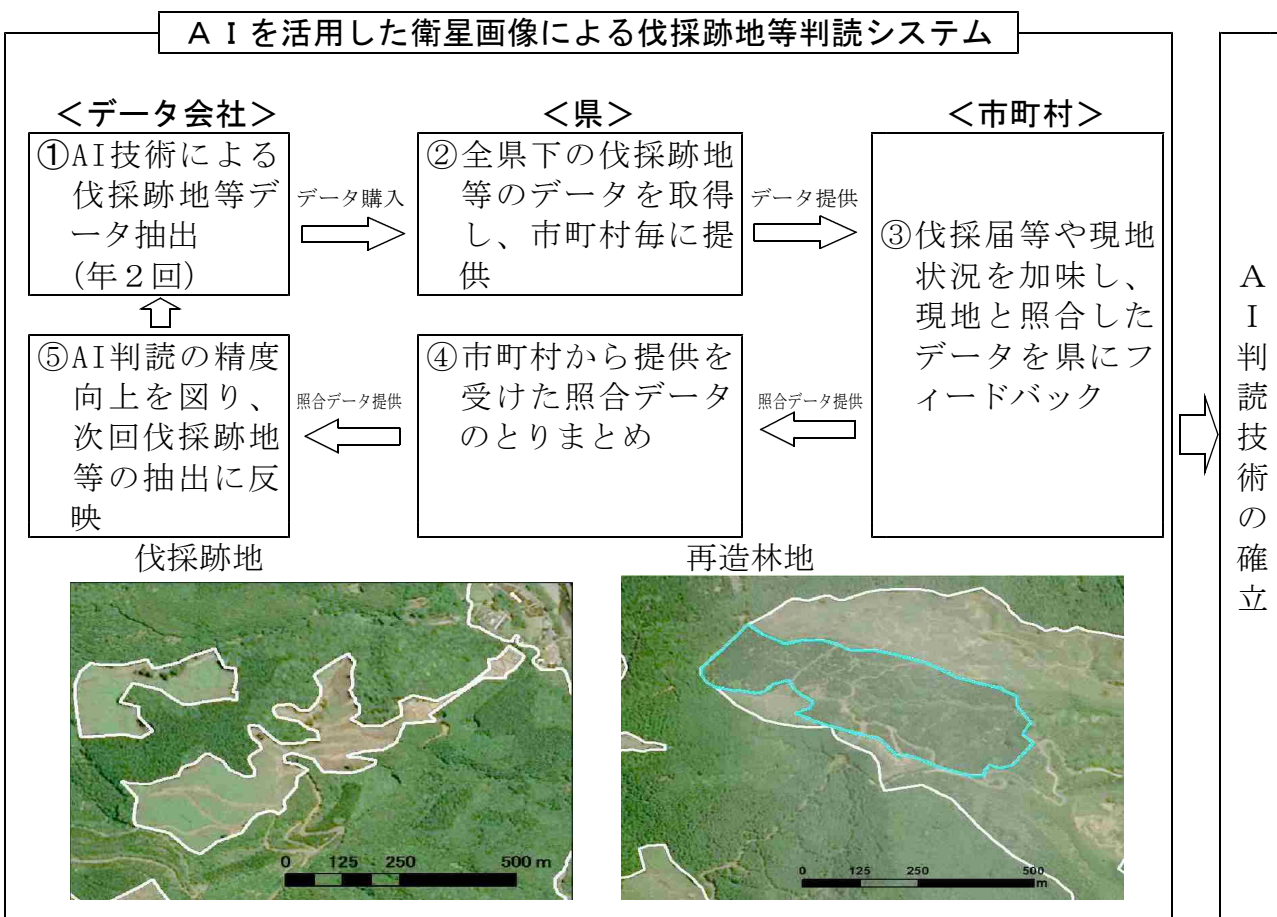 ＡＩを活用した衛星画像による伐採跡地等判読システム
＜データ会社＞
①AI技術による
伐採跡地等デ
ータ抽出
(年２回)
データ購入
＜県＞
②全県下の伐採跡地
等のデータを取得
し、市町村毎に提
供
データ提供
＜市町村＞
③伐採届等や現地
状況を加味し、
現地と照合した
データを県にフ
ィードバック
照合データ提供
④市町村から提供を
受けた照合データ
のとりまとめ
照合データ提供
⑤AI判読の精度
向上を図り、
次回伐採跡地
等の抽出に反
映
ＡＩ判読技術の確立
伐採跡地
0 125 250 500 m
再造林地
0 125 250 500
m